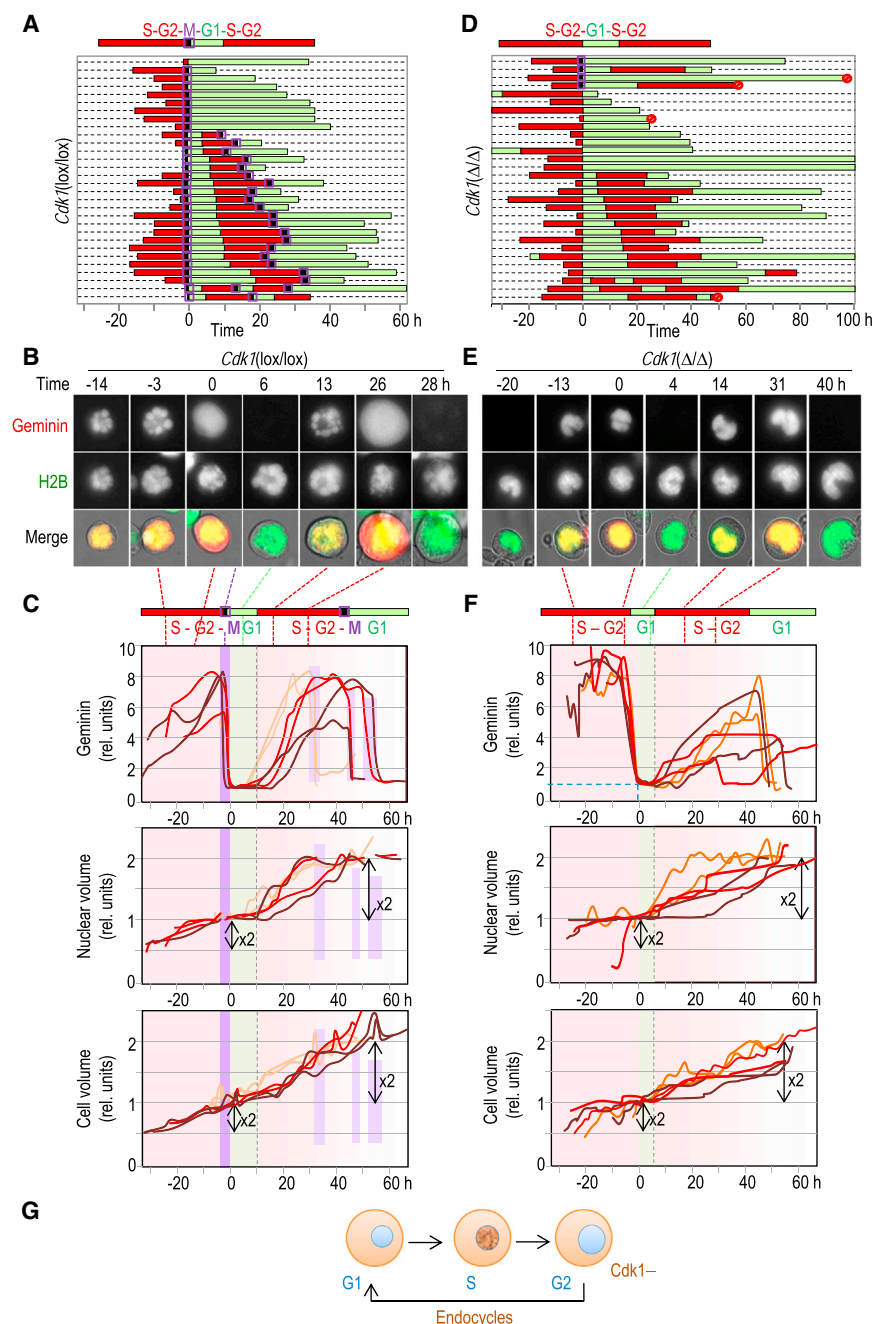 A
S-G2-M-G1-S-G2
Cdk1(lox/lox)
-20 0 20 40 60 h
Time
D
S-G2-G1-S-G2
Cdk1(Δ/Δ)
-20 0 20 40 60 80 100 h
Time
B
Cdk1(lox/lox)
Time -14 -3 0 6 13 26 28 h
Geminin
H2B
Merge
E
Cdk1(Δ/Δ)
-20 -13 0 4 14 31 40 h
C
S - G2 - M G1 S - G2 - M G1
10
8
6
4
2
0
Geminin
(rel. units)
-20 0 20 40 60 h
2
1
0
Nuclear volume
(rel. units)
x2
x2
-20 0 20 40 60 h
2
1
0
Cell volume
(rel. units)
x2
x2
-20 0 20 40 60 h
F
S – G2 G1 S – G2 G1
10
8
6
4
2
0
Geminin
(rel. units)
-20 0 20 40 60 h
2
1
0
Nuclear volume
(rel. units)
x2
x2
-20 0 20 40 60 h
2
1
0
Cell volume
(rel. units)
x2
x2
-20 0 20 40 60 h
G
G1 S G2 Cdk1–
Endocycles